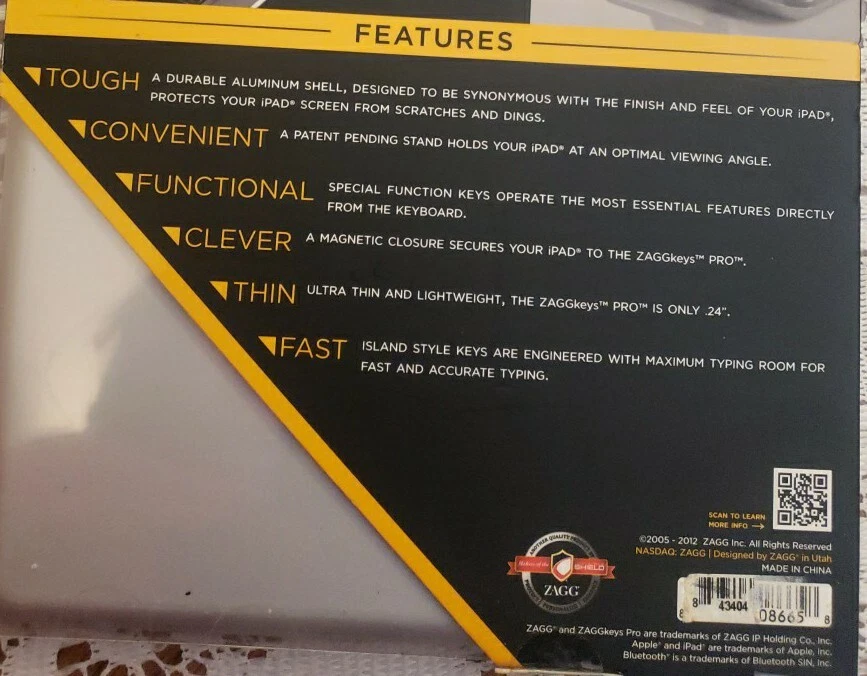 FEATURES
TOUGH A DURABLE ALUMINUM SHELL, DESIGNED TO BE SYNONYMOUS WITH THE FINISH AND FEEL OF YOUR iPAD®,
PROTECTS YOUR iPAD® SCREEN FROM SCRATCHES AND DINGS.
CONVENIENT A PATENT PENDING STAND HOLDS YOUR iPAD® AT AN OPTIMAL VIEWING ANGLE.
FUNCTIONAL SPECIAL FUNCTION KEYS OPERATE THE MOST ESSENTIAL FEATURES DIRECTLY
FROM THE KEYBOARD.
CLEVER A MAGNETIC CLOSURE SECURES YOUR iPAD® TO THE ZAGGkeys™ PRO™.
THIN ULTRA THIN AND LIGHTWEIGHT, THE ZAGGkeys™ PRO™ IS ONLY .24”.
FAST ISLAND STYLE KEYS ARE ENGINEERED WITH MAXIMUM TYPING ROOM FOR
FAST AND ACCURATE TYPING.
SCAN TO LEARN
MORE INFO →
©2005 - 2012 ZAGG Inc. All Rights Reserved
NASDAQ: ZAGG | Designed by ZAGG® in Utah
MADE IN CHINA
ANOTHER QUALITY PRODUCT
Makers of the SHIELD
ZAGG
8 43404 08665 8
ZAGG® and ZAGGkeys Pro are trademarks of ZAGG IP Holding Co., Inc.
Apple® and iPad® are trademarks of Apple, Inc.
Bluetooth® is a trademarks of Bluetooth SIN, Inc.